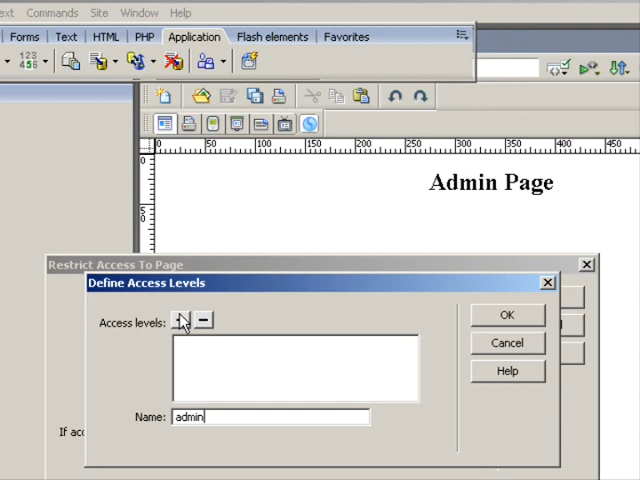 ext Commands Site Window Help
Forms Text HTML PHP Application Flash elements Favorites
0 50 100 150 200 250 300 350 400 450
0
50
Admin Page
Restrict Access To Page
Define Access Levels
Access levels:
OK
Cancel
Help
Name: admin
If acc